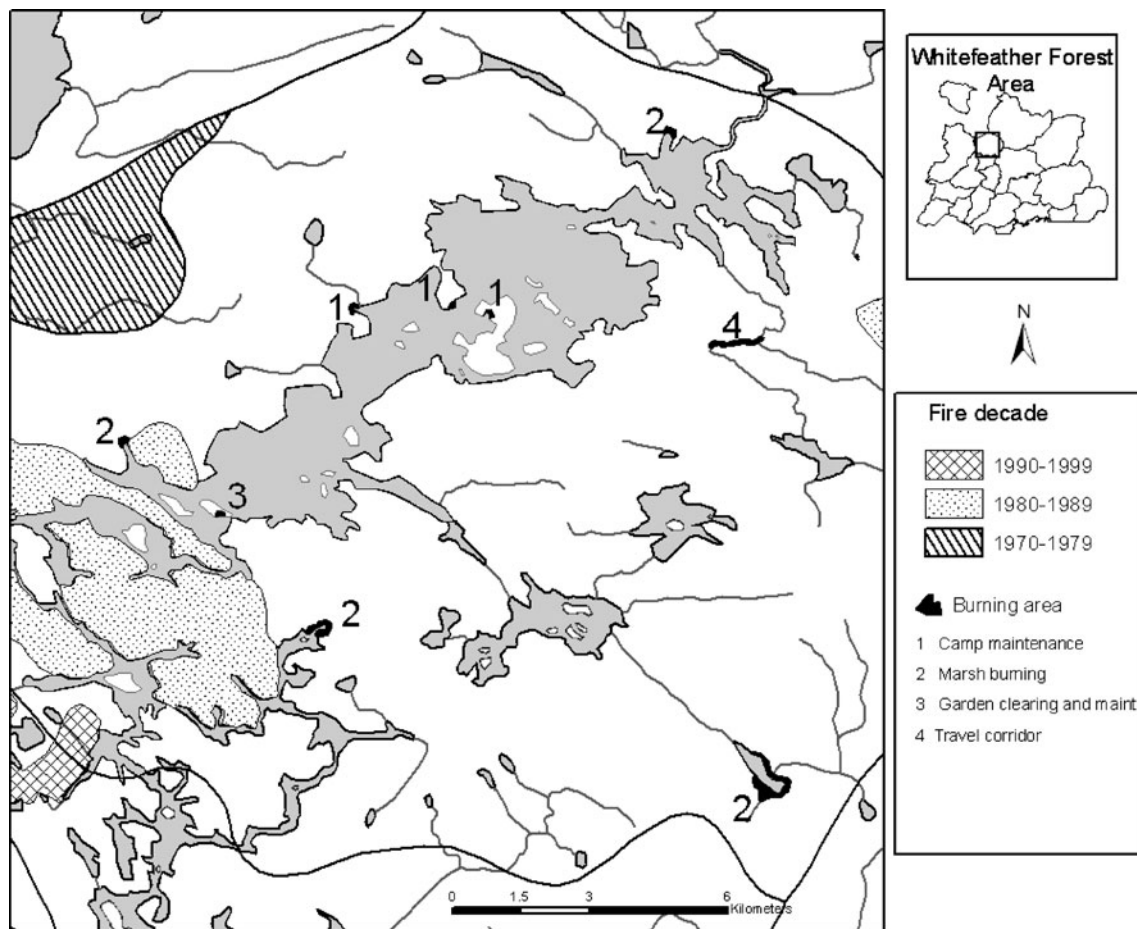 2
1
1
1
4
2
3
2
2
0
1.5
3
6
Kilometers
Whitefeather Forest
Area
N
Fire decade
1990-1999
1980-1989
1970-1979
Burning area
1 Camp maintenance
2 Marsh burning
3 Garden clearing and maint
4 Travel corridor